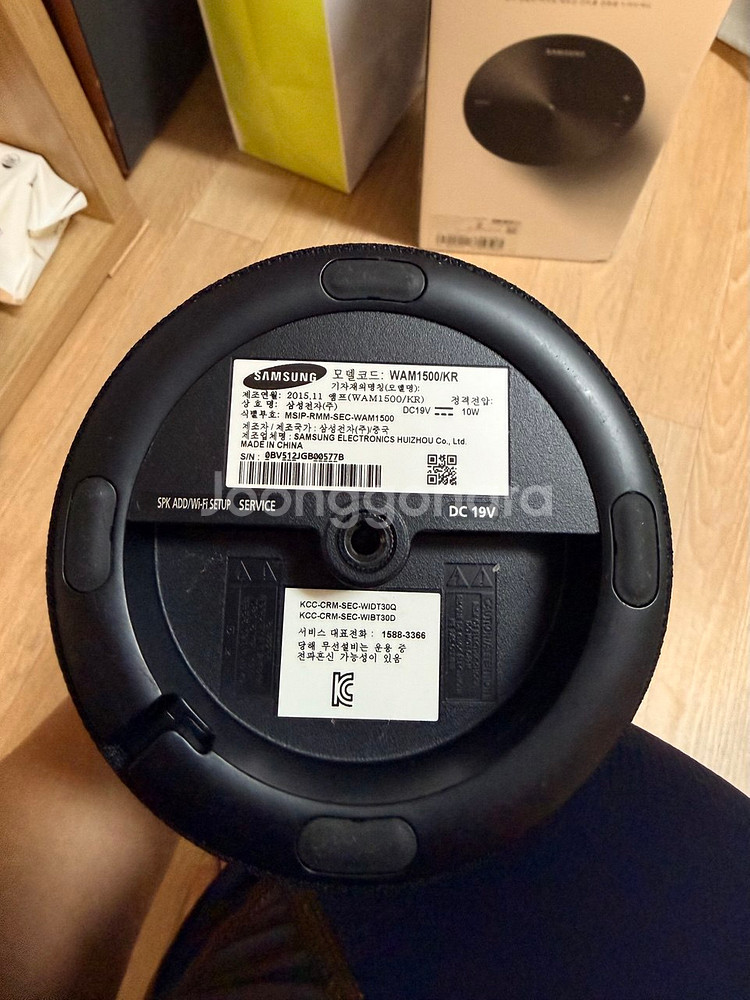 SAMSUNG
SAMSUNG 모델코드: WAM1500/KR
기자재의명칭(모델명):
제조연월: 2015.11 앰프(WAM1500/KR) 정격전압:
상 호 명: 삼성전자(주) DC19V 10W
식별부호: MSIP-RMM-SEC-WAM1500
제조자 / 제조국가: 삼성전자(주)/중국
제조업체명: SAMSUNG ELECTRONICS HUIZHOU Co., Ltd.
MADE IN CHINA
S/N : 0BV512JGB00577B
Joonggonara
SPK ADD/Wi-Fi SETUP SERVICE DC 19V
KCC-CRM-SEC-WIDT30Q
KCC-CRM-SEC-WIBT30D
서비스 대표전화 : 1588-3366
당해 무선설비는 운용 중
전파혼신 가능성이 있음